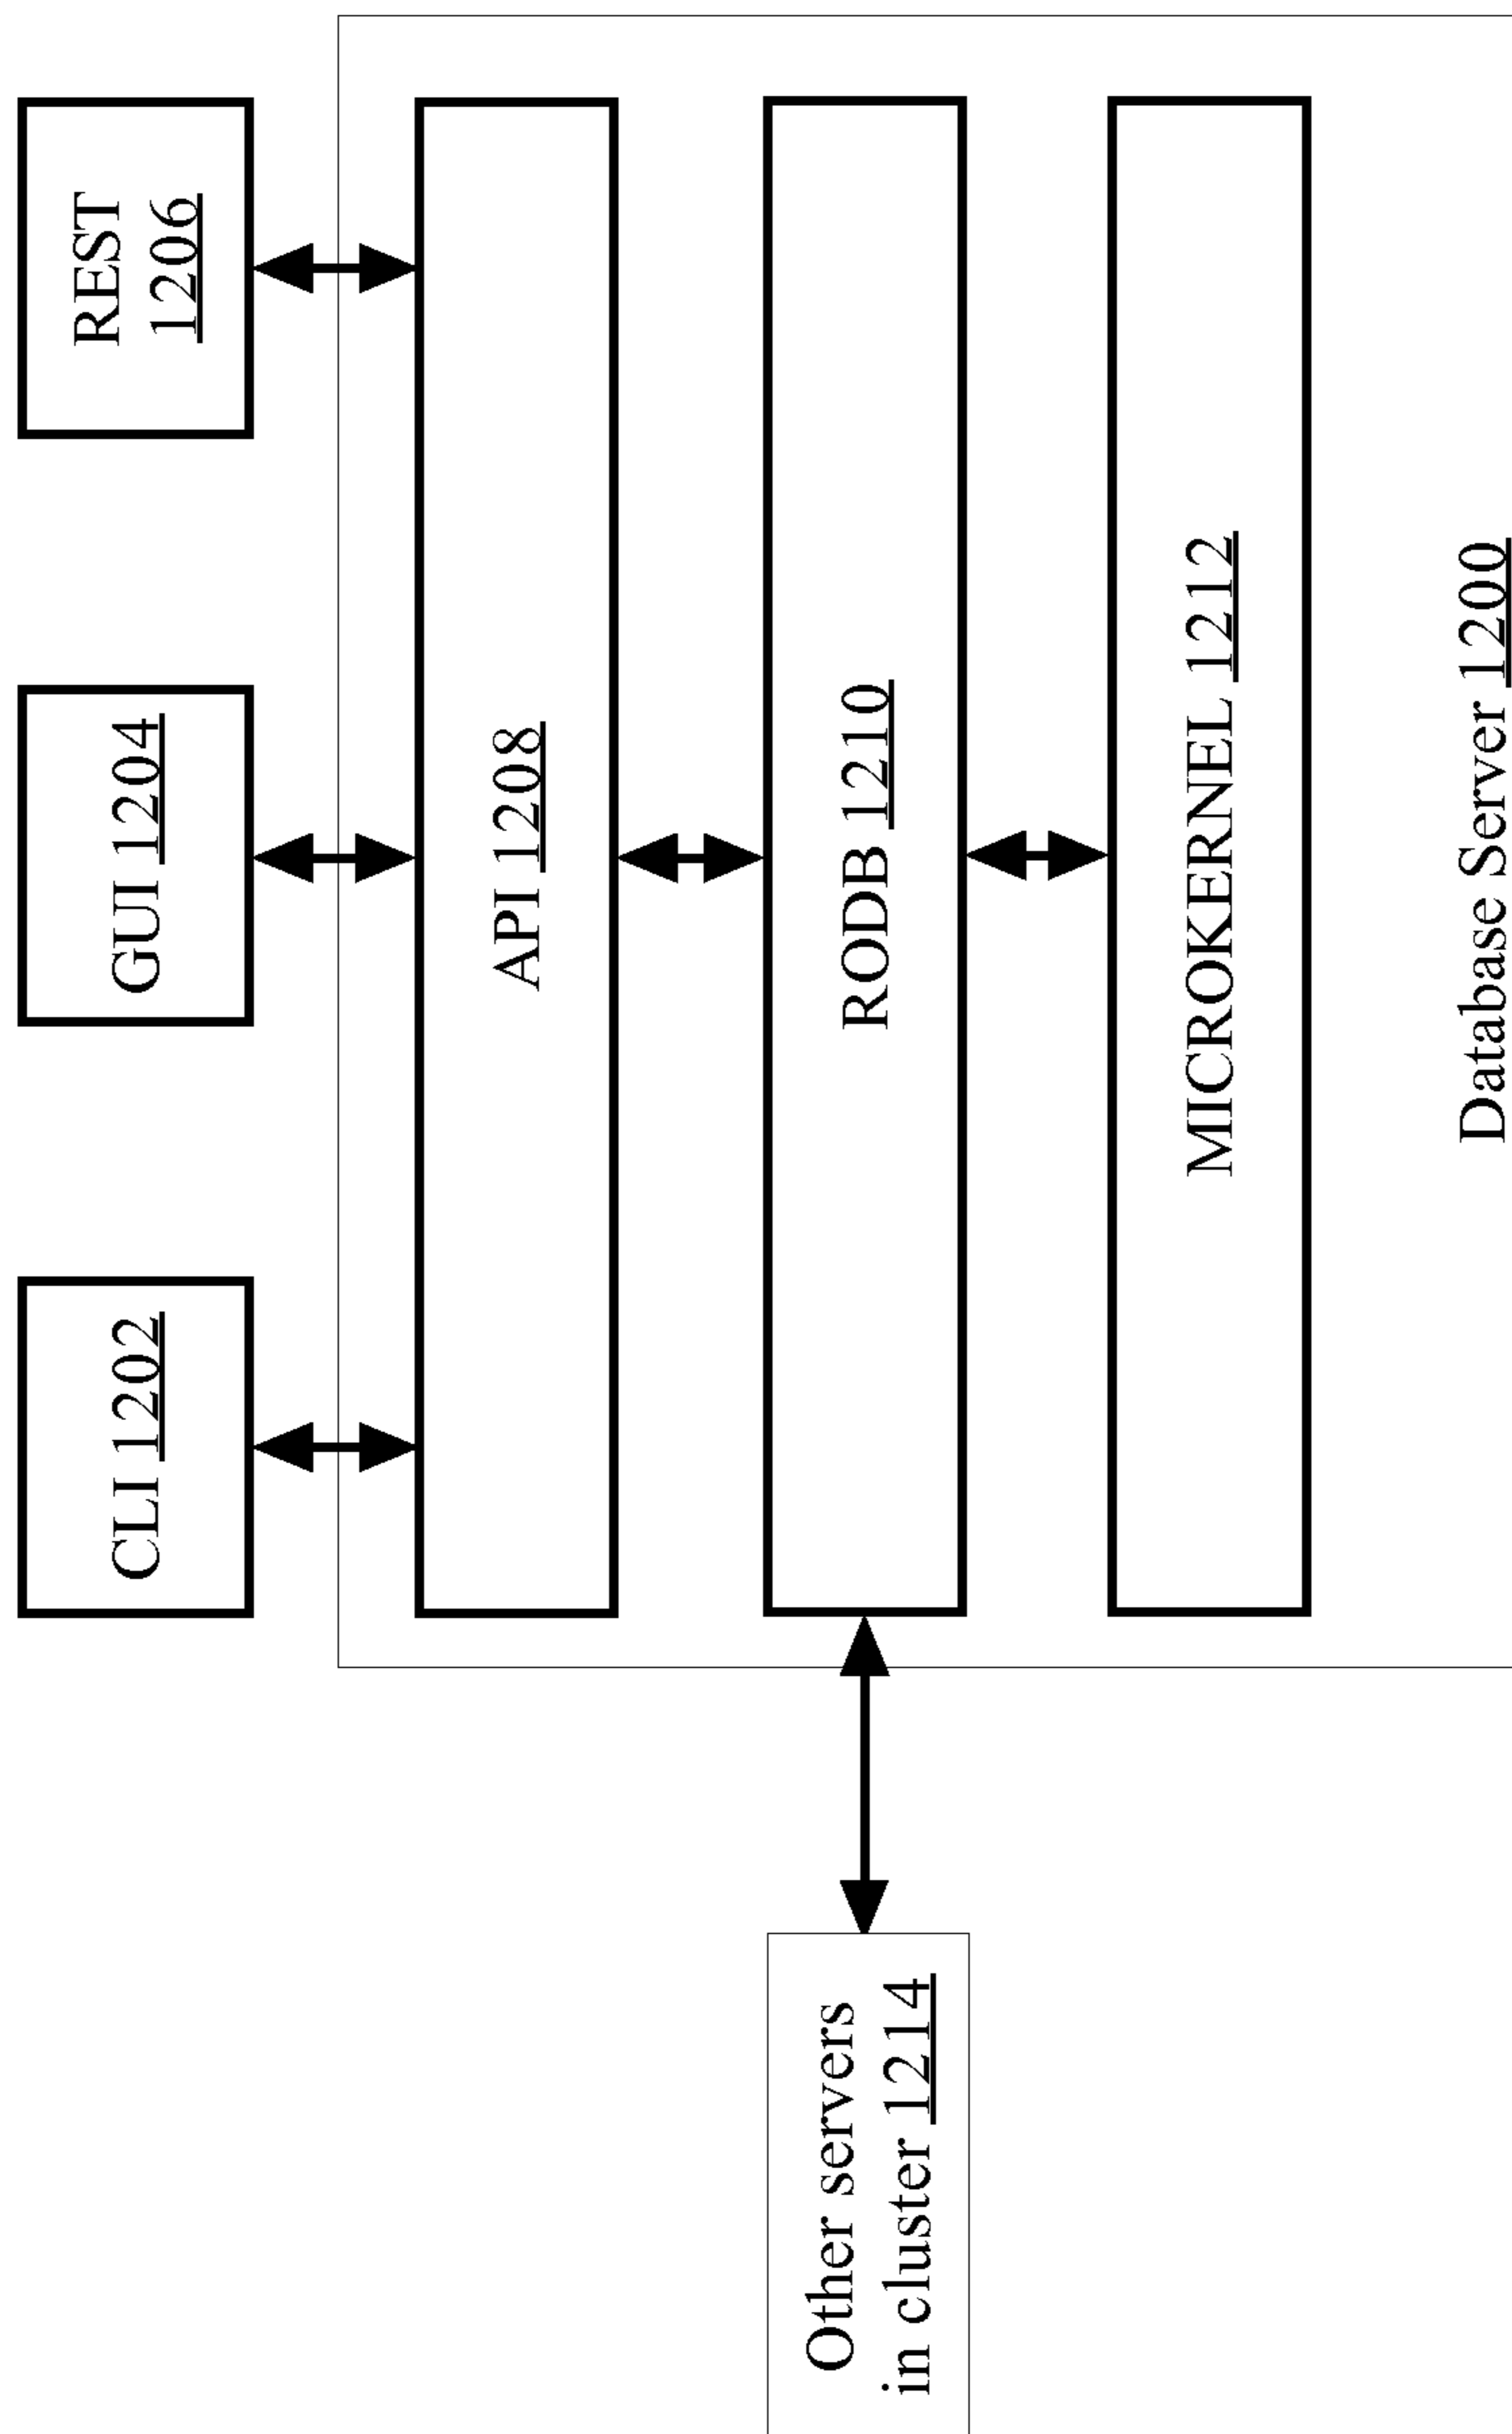 CLI 1202
GUI 1204
REST
1206
API 1208
RODB 1210
Other servers
in cluster 1214
MICROKERNEL 1212
Database Server 1200